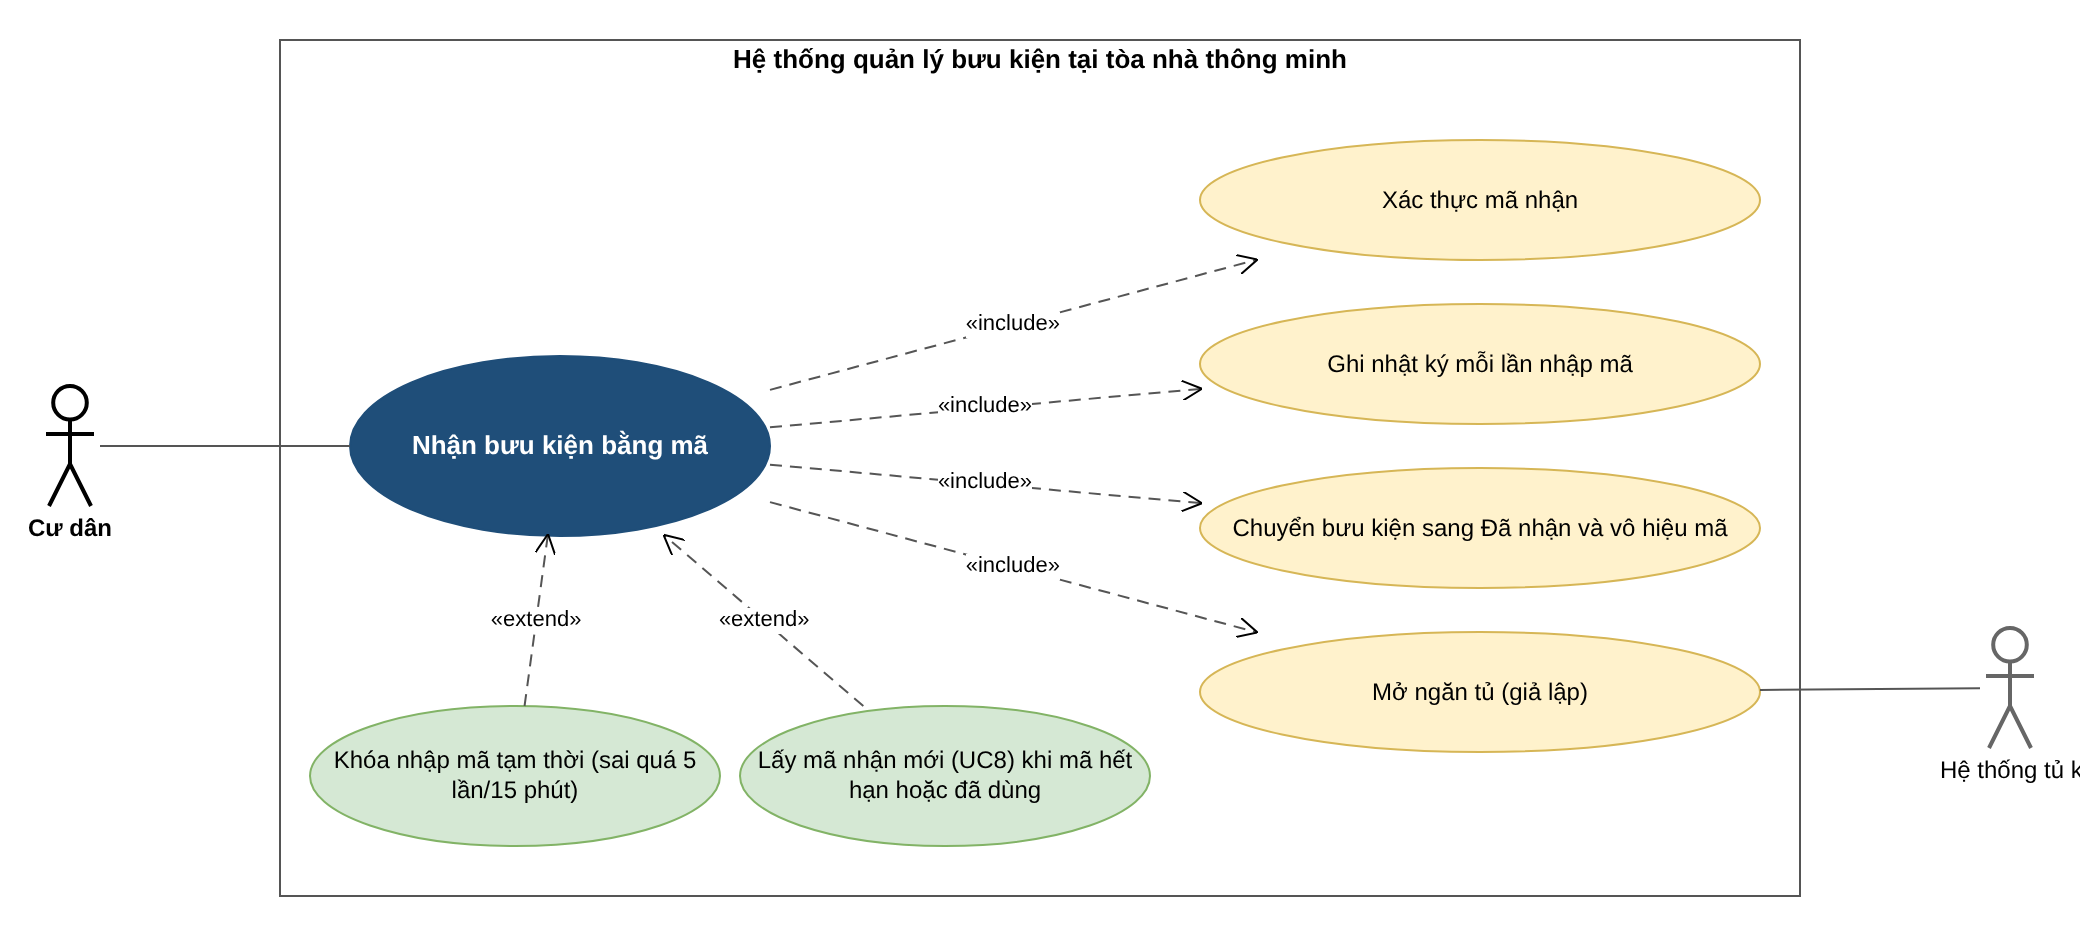 Hệ thống quản lý bưu kiện tại tòa nhà thông minh
Xác thực mã nhận
«include»
Ghi nhật ký mỗi lần nhập mã
«include»
Nhận bưu kiện bằng mã
«include»
Chuyển bưu kiện sang Đã nhận và vô hiệu mã
Cư dân
«include»
«extend»
«extend»
Mở ngăn tủ (giả lập)
Khóa nhập mã tạm thời (sai quá 5
lần/15 phút)
Lấy mã nhận mới (UC8) khi mã hết
hạn hoặc đã dùng
Hệ thống tủ